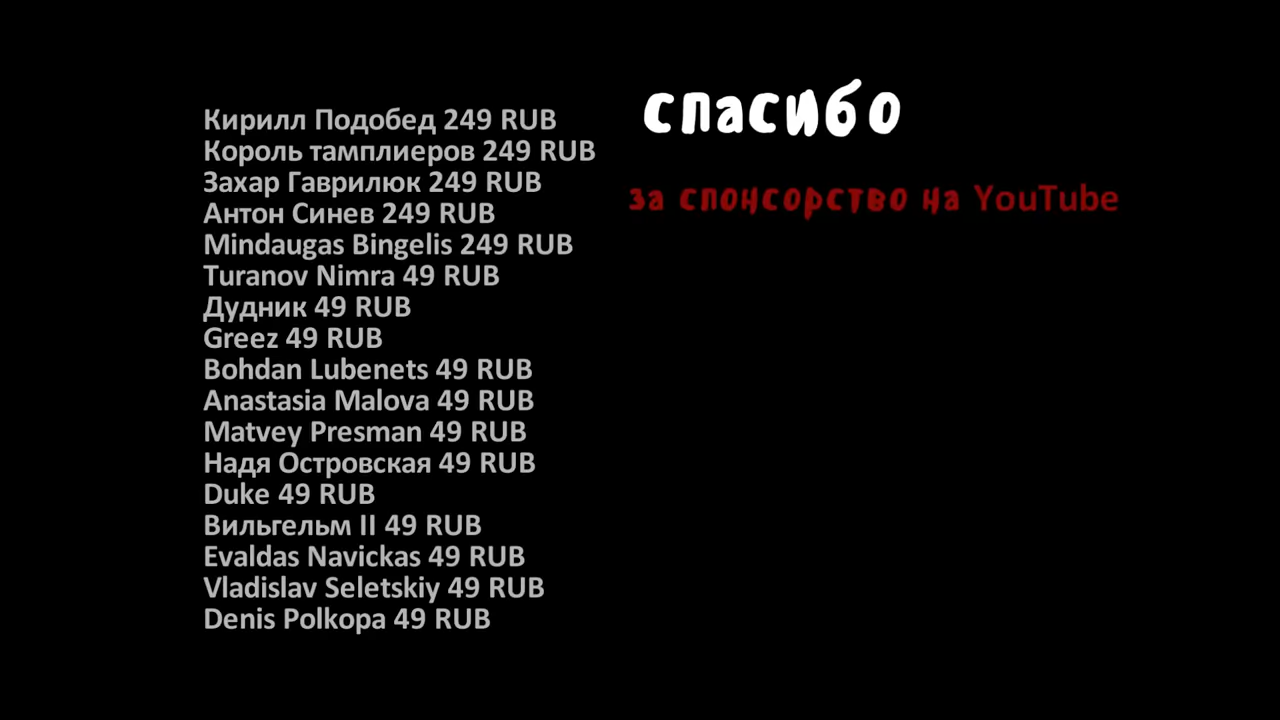 Кирилл Подобед 249 RUB
Король тамплиеров 249 RUB
Захар Гаврилюк 249 RUB
Антон Синев 249 RUB
Mindaugas Bingelis 249 RUB
Turanov Nimra 49 RUB
Дудник 49 RUB
Greez 49 RUB
Bohdan Lubenets 49 RUB
Anastasia Malova 49 RUB
Matvey Presman 49 RUB
Надя Островская 49 RUB
Duke 49 RUB
Вильгельм II 49 RUB
Evaldas Navickas 49 RUB
Vladislav Seletskiy 49 RUB
Denis Polkopa 49 RUB
спасибо
за спонсорство на YouTube